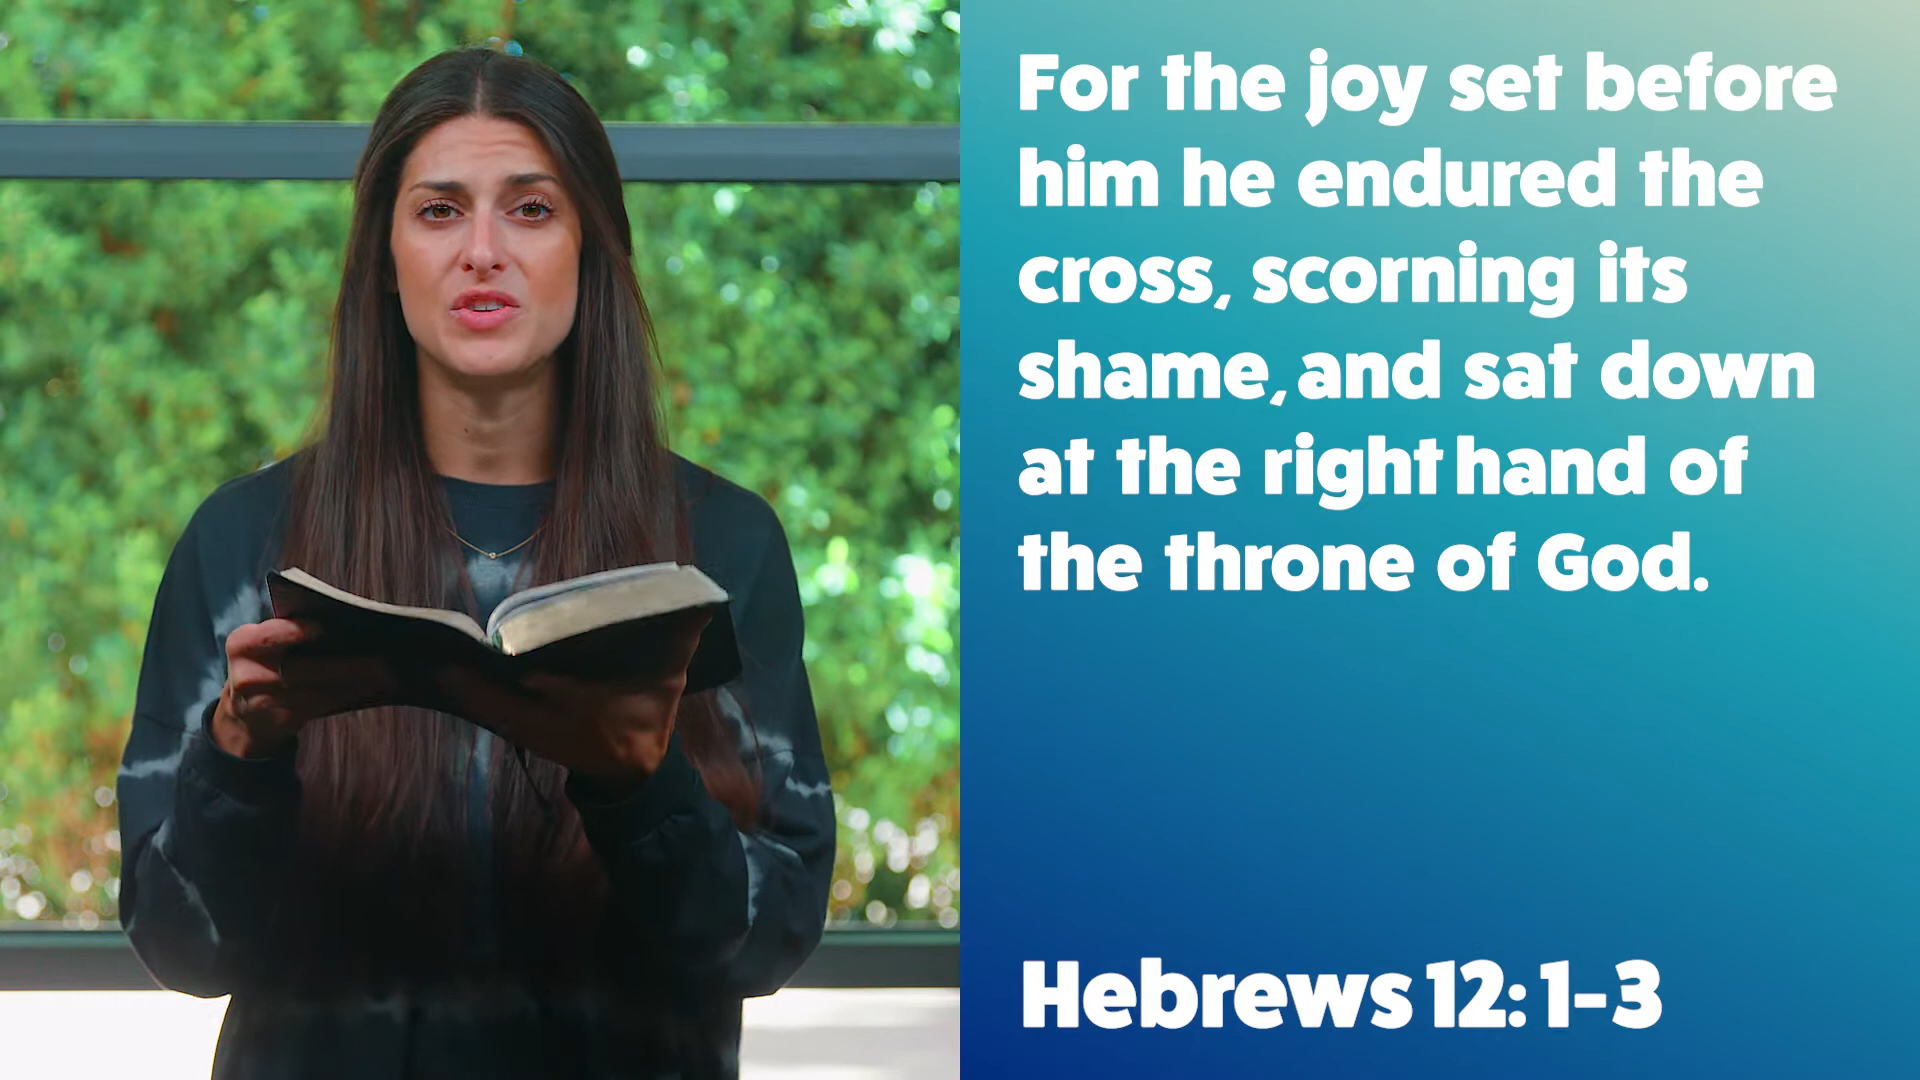 For the joy set before
him he endured the
cross, scorning its
shame, and sat down
at the right hand of
the throne of God.
Hebrews 12: 1-3